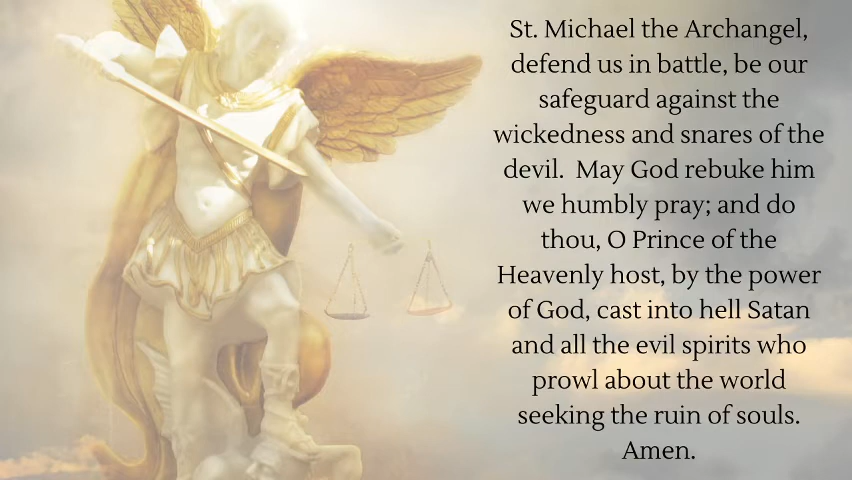 St. Michael the Archangel,
defend us in battle, be our
safeguard against the
wickedness and snares of the
devil.  May God rebuke him
we humbly pray; and do
thou, O Prince of the
Heavenly host, by the power
of God, cast into hell Satan
and all the evil spirits who
prowl about the world
seeking the ruin of souls.
Amen.